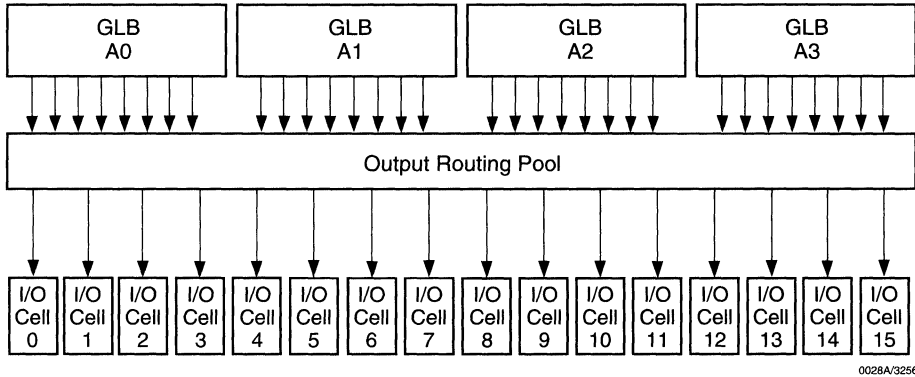 GLB
A0
GLB
A1
GLB
A2
GLB
A3
Output Routing Pool
I/O
Cell
0
I/O
Cell
1
I/O
Cell
2
I/O
Cell
3
I/O
Cell
4
I/O
Cell
5
I/O
Cell
6
I/O
Cell
7
I/O
Cell
8
I/O
Cell
9
I/O
Cell
10
I/O
Cell
11
I/O
Cell
12
I/O
Cell
13
I/O
Cell
14
I/O
Cell
15
0028A/3256